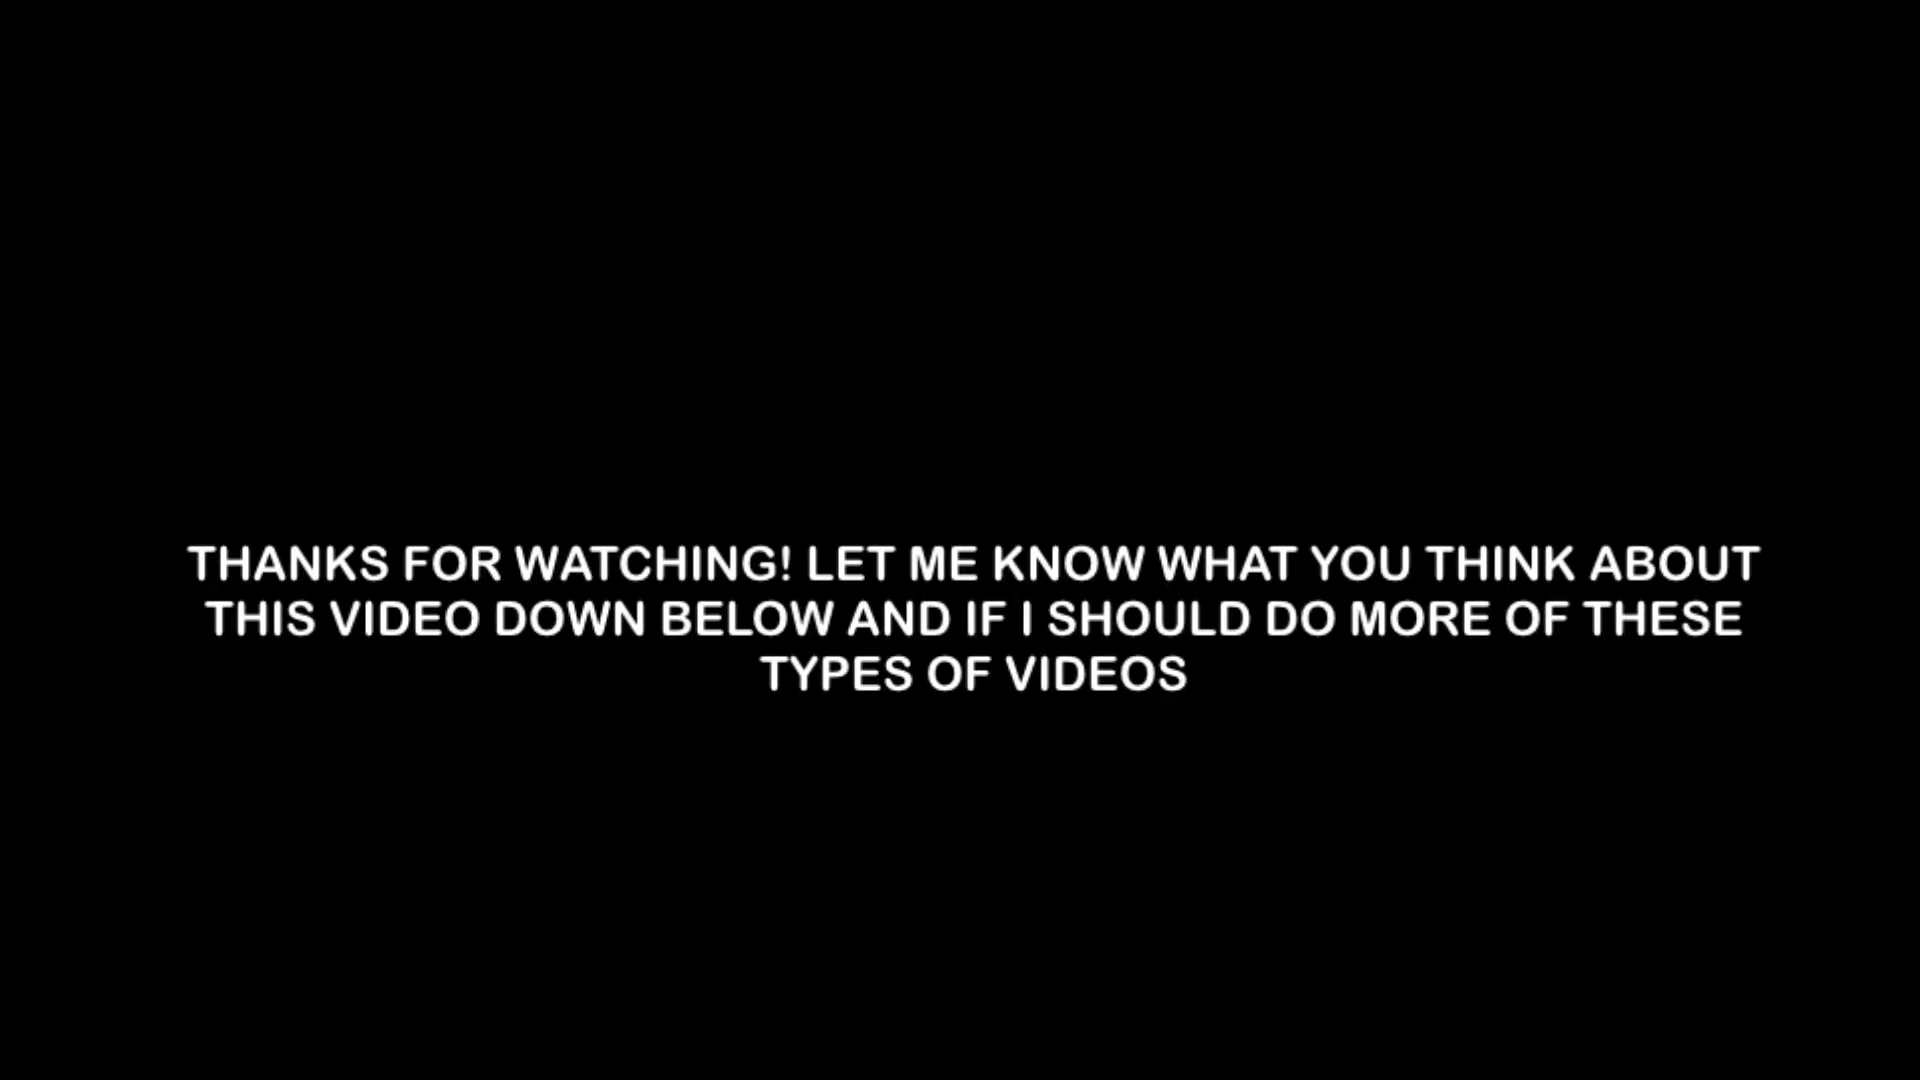 THANKS FOR WATCHING! LET ME KNOW WHAT YOU THINK ABOUT
THIS VIDEO DOWN BELOW AND IF I SHOULD DO MORE OF THESE
TYPES OF VIDEOS